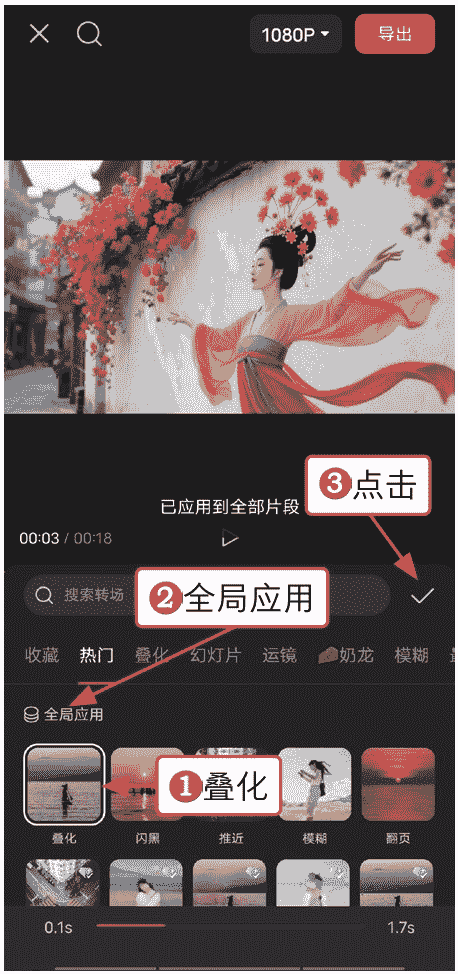 1080P
导出
❸点击
已应用到全部片段
00:03 / 00:18
搜索转场
❷全局应用
收藏 热门 叠化 幻灯片 运镜 奶龙 模糊
全局应用
❶叠化
叠化 闪黑 推近 模糊 翻页
0.1s 1.7s